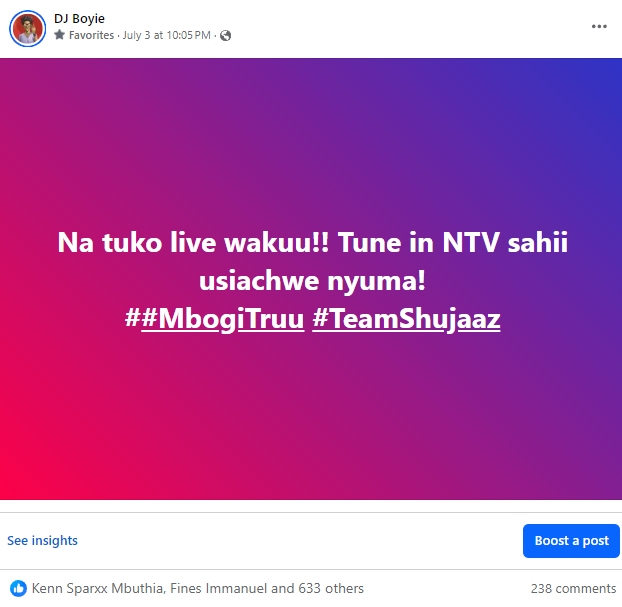 DJ Boyie
Favorites · July 3 at 10:05 PM ·
Na tuko live wakuu!! Tune in NTV sahii
usiachwe nyuma!
##MbogiTruu #TeamShujaaz
See insights
Boost a post
Kenn Sparxx Mbuthia, Fines Immanuel and 633 others
238 comments